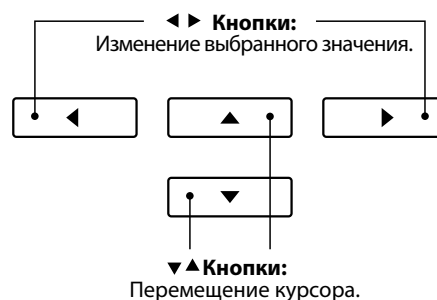 ◀ ▶ Кнопки:
Изменение выбранного значения.
▼▲Кнопки:
Перемещение курсора.